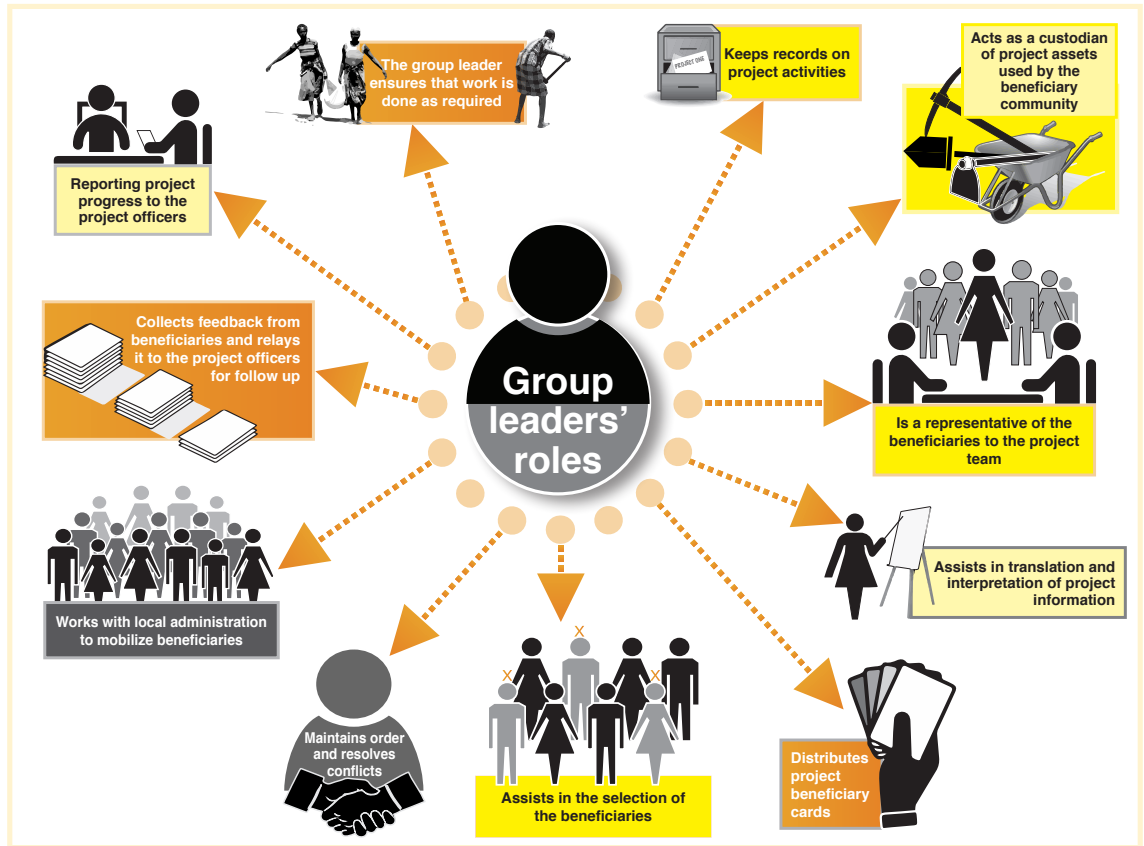 The group leader
ensures that work is
done as required
PROJECT ONE
Keeps records on
project activities
Acts as a custodian
of project assets
used by the
beneficiary
community
Reporting project
progress to the
project officers
Collects feedback from
beneficiaries and relays
it to the project officers
for follow up
Group
leaders’
roles
Is a representative of the
beneficiaries to the project
team
Assists in translation and
interpretation of project
information
Works with local administration
to mobilize beneficiaries
Maintains order
and resolves
conflicts
X
X
X
Assists in the selection of
the beneficiaries
Distributes
project
beneficiary
cards